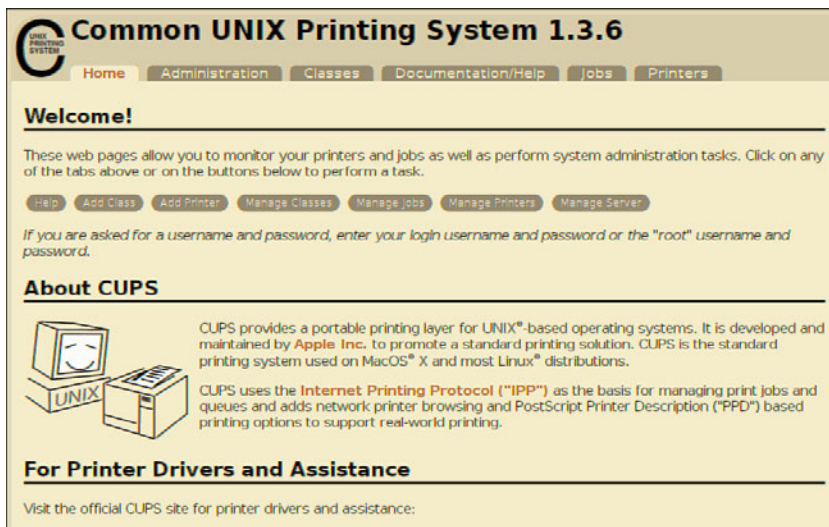 UNIX
PRINTING
SYSTEM
Common UNIX Printing System 1.3.6
Home Administration Classes Documentation/Help Jobs Printers
Welcome!
These web pages allow you to monitor your printers and jobs as well as perform system administration tasks. Click on any
of the tabs above or on the buttons below to perform a task.
Help Add Class Add Printer Manage Classes Manage Jobs Manage Printers Manage Server
If you are asked for a username and password, enter your login username and password or the "root" username and
password.
About CUPS
CUPS provides a portable printing layer for UNIX®-based operating systems. It is developed and
maintained by Apple Inc. to promote a standard printing solution. CUPS is the standard
printing system used on MacOS® X and most Linux® distributions.
CUPS uses the Internet Printing Protocol ("IPP") as the basis for managing print jobs and
queues and adds network printer browsing and PostScript Printer Description ("PPD") based
printing options to support real-world printing.
UNIX
For Printer Drivers and Assistance
Visit the official CUPS site for printer drivers and assistance: